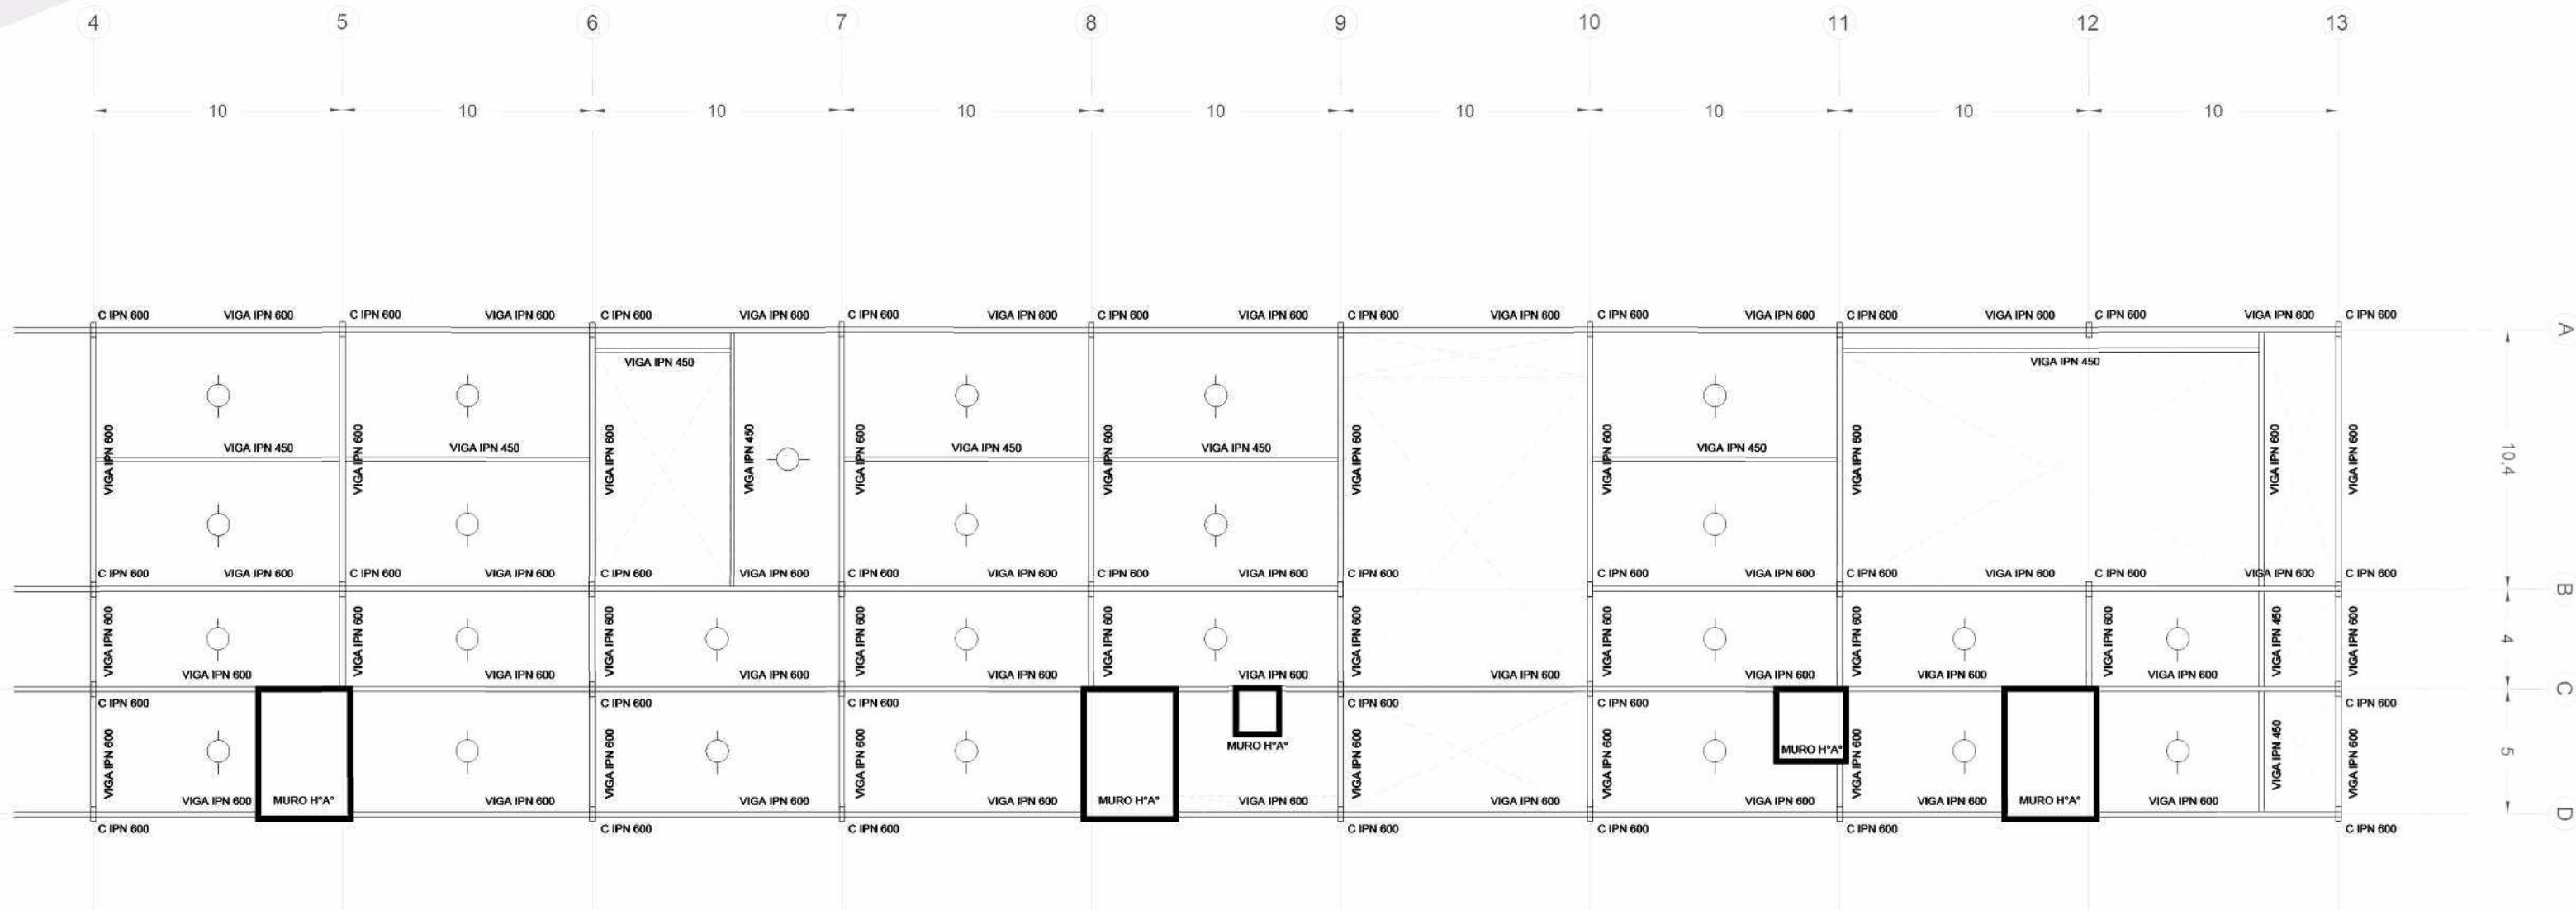 4 5 6 7 8 9 10 11 12 13
10 10 10 10 10 10 10 10 10
C IPN 600 VIGA IPN 600 C IPN 600 VIGA IPN 600 C IPN 600 VIGA IPN 600 C IPN 600 VIGA IPN 600 C IPN 600 VIGA IPN 600 C IPN 600 VIGA IPN 600 C IPN 600 VIGA IPN 600 C IPN 600 VIGA IPN 600 C IPN 600 VIGA IPN 600 C IPN 600
A
VIGA IPN 450 VIGA IPN 450
VIGA IPN 600 VIGA IPN 600 VIGA IPN 600 VIGA IPN 450 VIGA IPN 600 VIGA IPN 600 VIGA IPN 600 VIGA IPN 600 VIGA IPN 600 VIGA IPN 600 VIGA IPN 600
10,4
VIGA IPN 450 VIGA IPN 450 VIGA IPN 450 VIGA IPN 450 VIGA IPN 450
C IPN 600 VIGA IPN 600 C IPN 600 VIGA IPN 600 C IPN 600 VIGA IPN 600 C IPN 600 VIGA IPN 600 C IPN 600 VIGA IPN 600 C IPN 600 C IPN 600 VIGA IPN 600 C IPN 600 VIGA IPN 600 C IPN 600 VIGA IPN 600 C IPN 600
B
VIGA IPN 600 VIGA IPN 600 VIGA IPN 600 VIGA IPN 600 VIGA IPN 600 VIGA IPN 600 VIGA IPN 600 VIGA IPN 600 VIGA IPN 600 VIGA IPN 450 VIGA IPN 600
4
VIGA IPN 600 VIGA IPN 600 VIGA IPN 600 VIGA IPN 600 VIGA IPN 600 VIGA IPN 600 VIGA IPN 600 VIGA IPN 600 VIGA IPN 600
C
C IPN 600 C IPN 600 C IPN 600 C IPN 600 C IPN 600 C IPN 600
MURO H°A° MURO H°A°
VIGA IPN 600 VIGA IPN 600 VIGA IPN 600 VIGA IPN 600 VIGA IPN 600 VIGA IPN 600 VIGA IPN 450 VIGA IPN 600
5
VIGA IPN 600 MURO H°A° VIGA IPN 600 VIGA IPN 600 VIGA IPN 600 MURO H°A° VIGA IPN 600 VIGA IPN 600 VIGA IPN 600 VIGA IPN 600 MURO H°A° VIGA IPN 600
D
C IPN 600 C IPN 600 C IPN 600 C IPN 600 C IPN 600 C IPN 600 C IPN 600